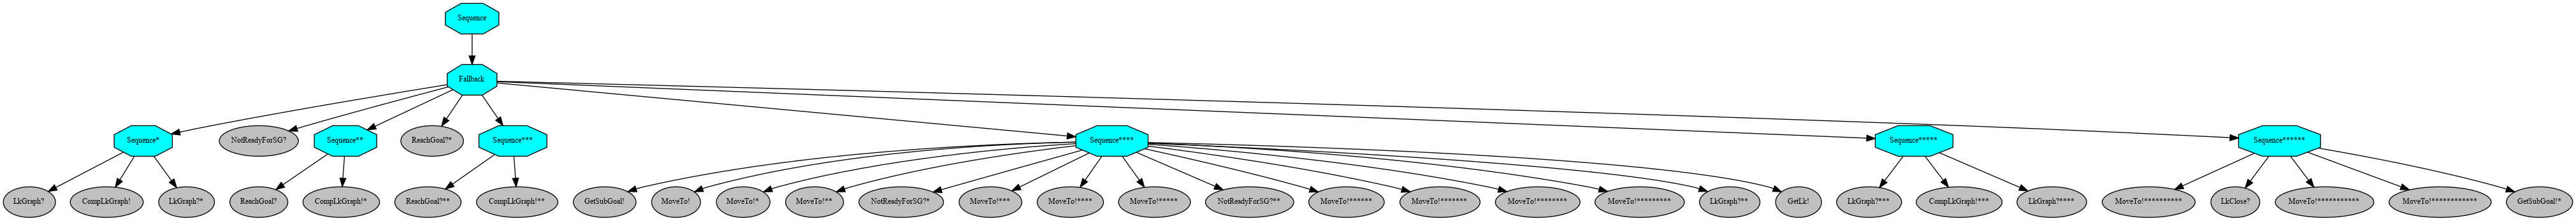 Sequence
Fallback
Sequence*
NotReadyForSG?
Sequence**
ReachGoal?*
Sequence***
Sequence****
Sequence*****
Sequence******
LkGraph?
CompLkGraph!
LkGraph?*
ReachGoal?
CompLkGraph!*
ReachGoal?**
CompLkGraph!**
GetSubGoal!
MoveTo!
MoveTo!*
MoveTo!**
NotReadyForSG?*
MoveTo!***
MoveTo!****
MoveTo!*****
NotReadyForSG?**
MoveTo!******
MoveTo!*******
MoveTo!********
MoveTo!*********
LkGraph?**
GetLk!
LkGraph?***
CompLkGraph!***
LkGraph?****
MoveTo!**********
LkClose?
MoveTo!***********
MoveTo!************
GetSubGoal!*